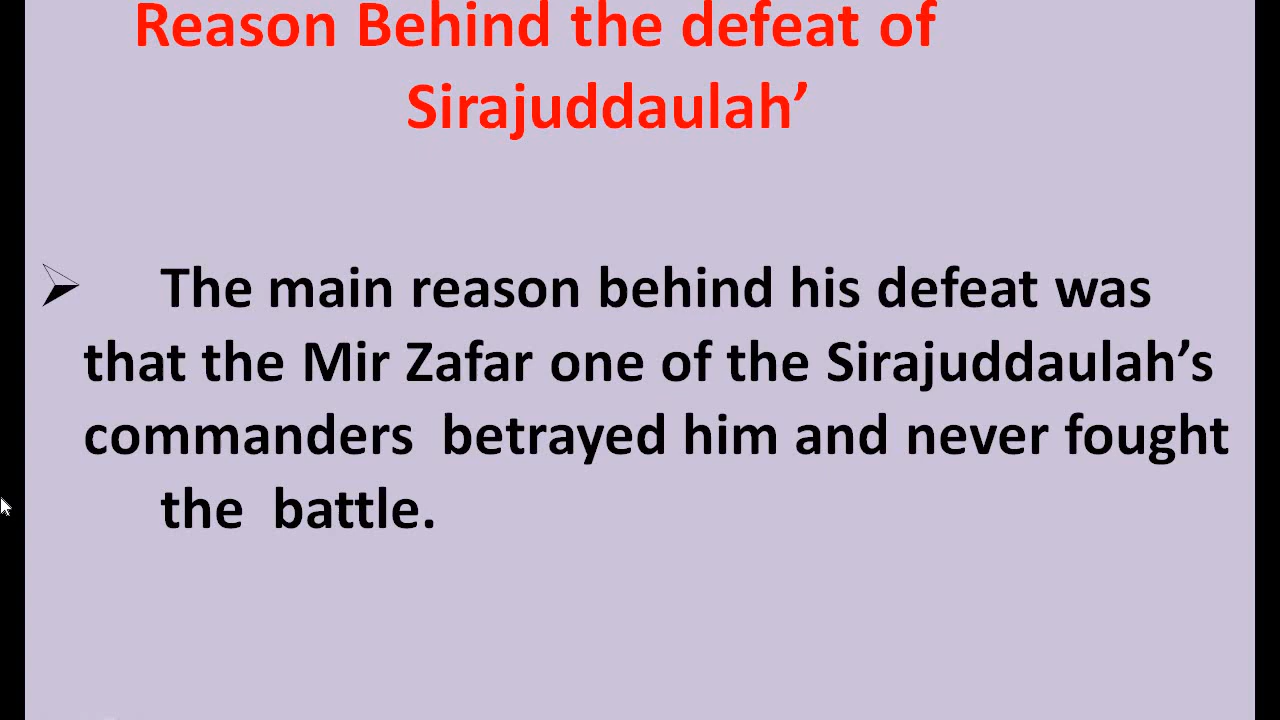 Reason Behind the defeat of
Sirajuddaulah’
➢ The main reason behind his defeat was
that the Mir Zafar one of the Sirajuddaulah’s
commanders betrayed him and never fought
the battle.